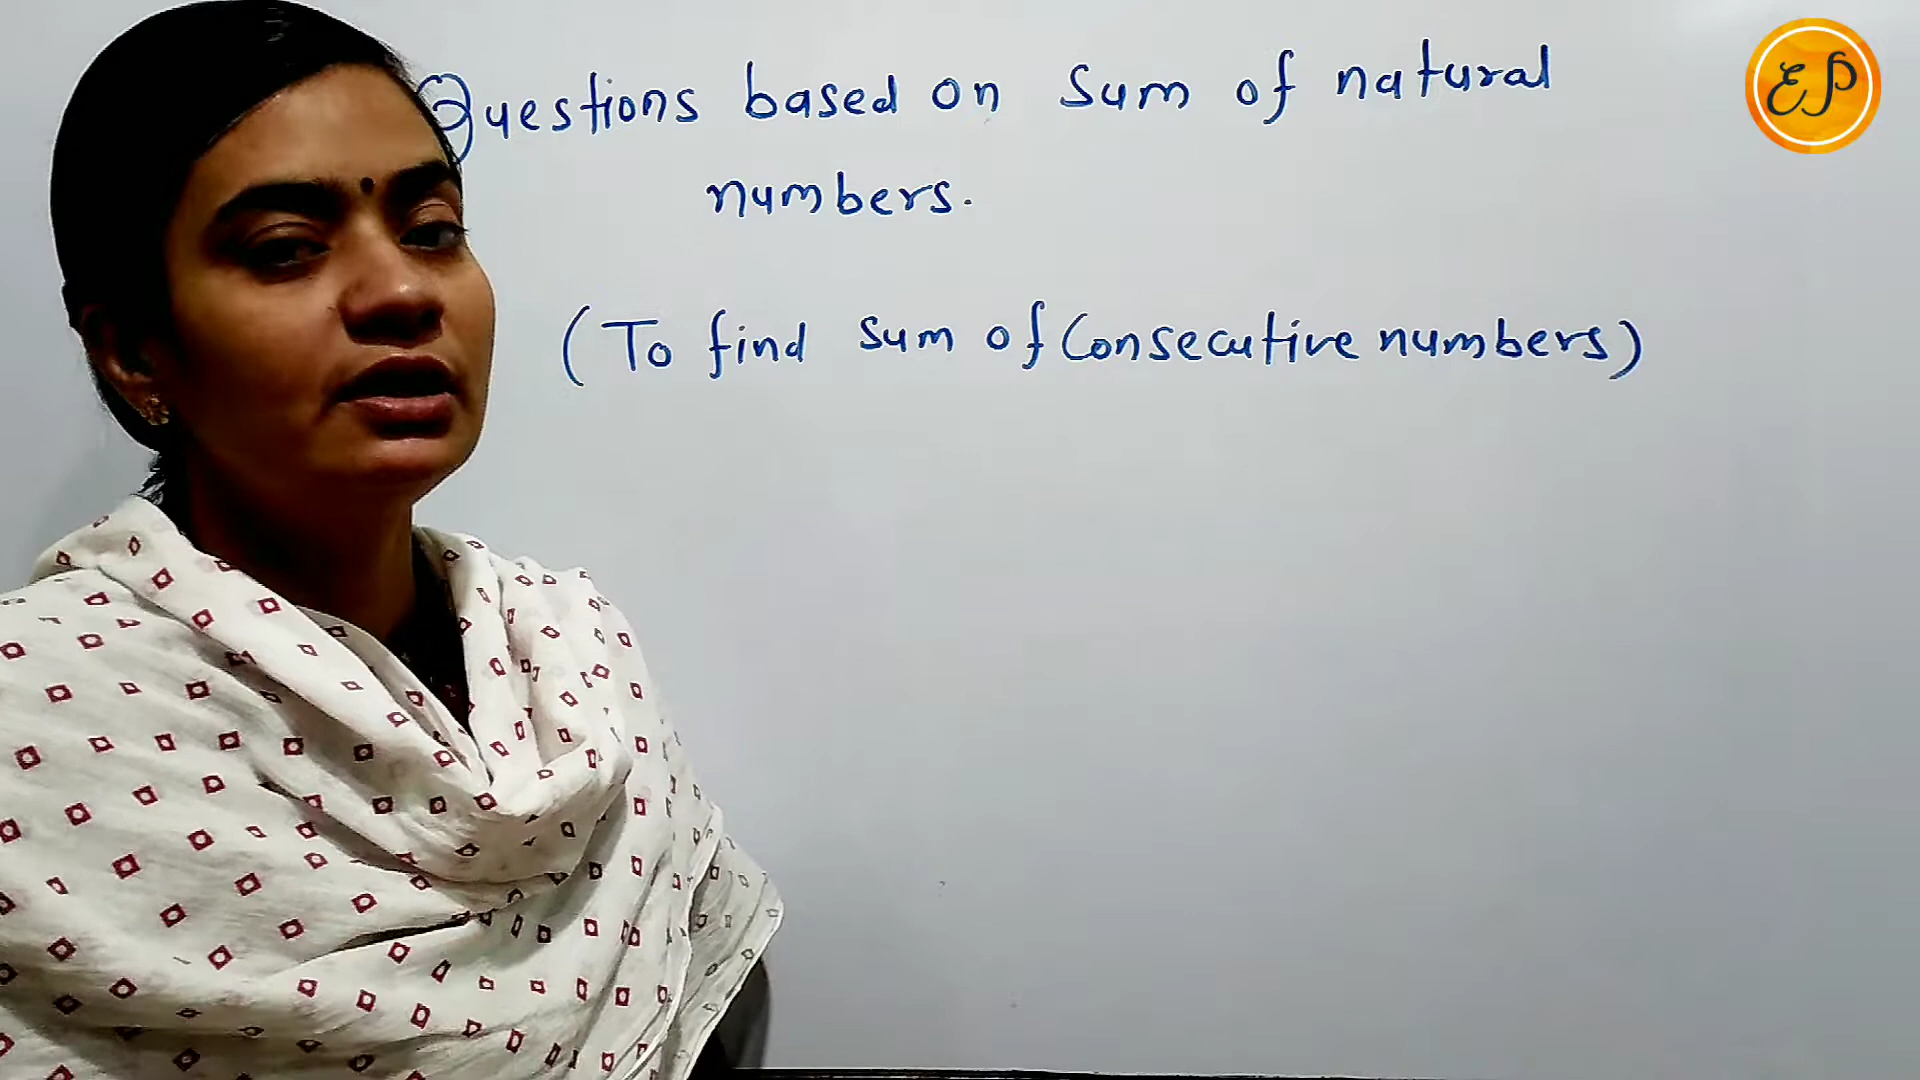 Questions based on Sum of natural
numbers.
(To find sum of Consecutive numbers)
EP